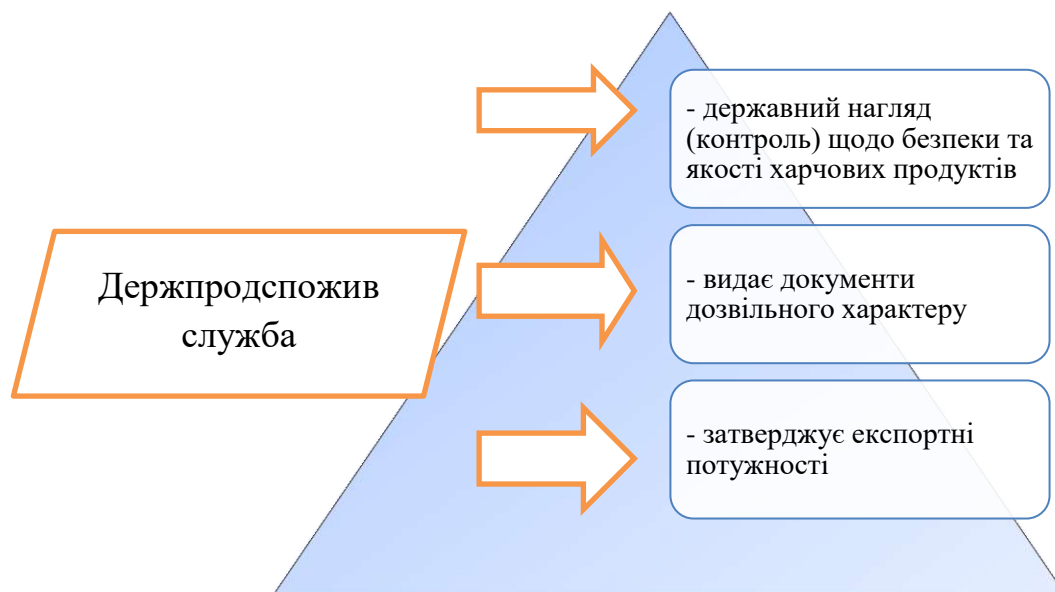 - державний нагляд
(контроль) щодо безпеки та
якості харчових продуктів
Держпродспожив
служба
- видає документи
дозвільного характеру
- затверджує експортні
потужності